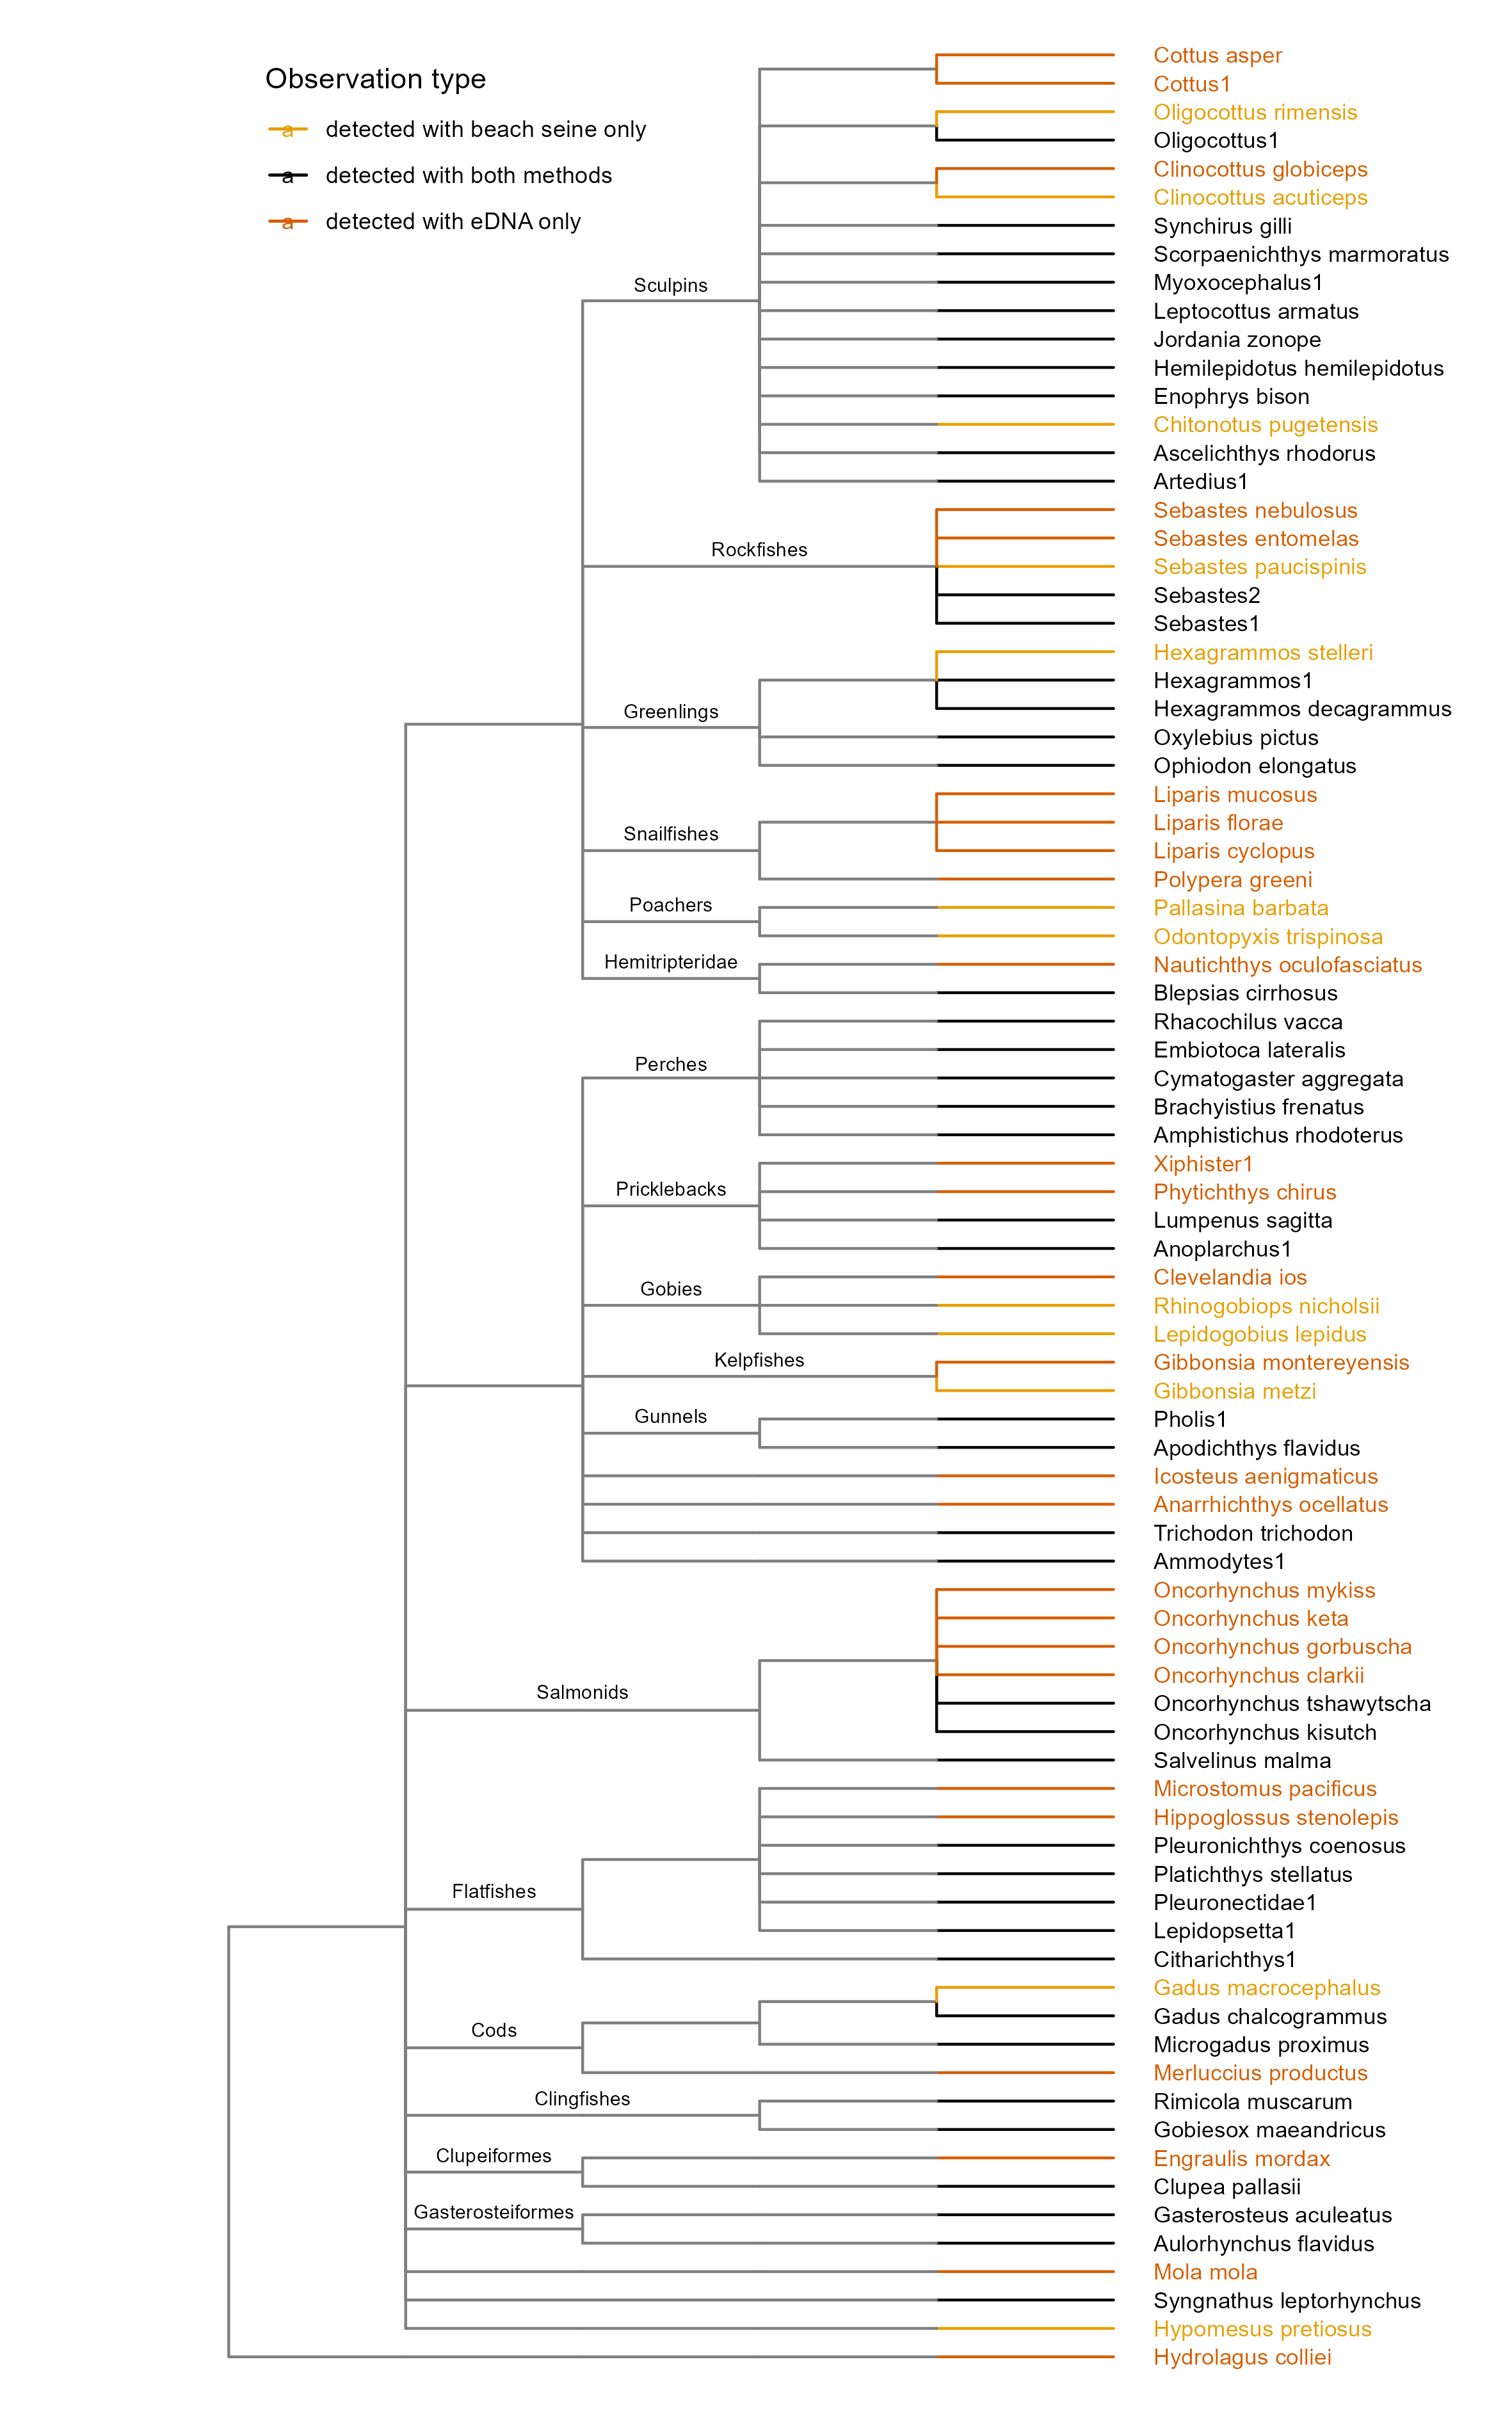 Observation type
a detected with beach seine only
a detected with both methods
a detected with eDNA only
Cottus asper
Cottus1
Oligocottus rimensis
Oligocottus1
Clinocottus globiceps
Clinocottus acuticeps
Synchirus gilli
Scorpaenichthys marmoratus
Myoxocephalus1
Sculpins
Leptocottus armatus
Jordania zonope
Hemilepidotus hemilepidotus
Enophrys bison
Chitonotus pugetensis
Ascelichthys rhodorus
Artedius1
Sebastes nebulosus
Sebastes entomelas
Rockfishes
Sebastes paucispinis
Sebastes2
Sebastes1
Hexagrammos stelleri
Hexagrammos1
Hexagrammos decagrammus
Greenlings
Oxylebius pictus
Ophiodon elongatus
Liparis mucosus
Liparis florae
Snailfishes
Liparis cyclopus
Polypera greeni
Poachers
Pallasina barbata
Odontopyxis trispinosa
Hemitripteridae
Nautichthys oculofasciatus
Blepsias cirrhosus
Rhacochilus vacca
Embiotoca lateralis
Perches
Cymatogaster aggregata
Brachyistius frenatus
Amphistichus rhodoterus
Xiphister1
Pricklebacks
Phytichthys chirus
Lumpenus sagitta
Anoplarchus1
Clevelandia ios
Gobies
Rhinogobiops nicholsii
Lepidogobius lepidus
Kelpfishes
Gibbonsia montereyensis
Gibbonsia metzi
Gunnels
Pholis1
Apodichthys flavidus
Icosteus aenigmaticus
Anarrhichthys ocellatus
Trichodon trichodon
Ammodytes1
Oncorhynchus mykiss
Oncorhynchus keta
Oncorhynchus gorbuscha
Oncorhynchus clarkii
Salmonids
Oncorhynchus tshawytscha
Oncorhynchus kisutch
Salvelinus malma
Microstomus pacificus
Hippoglossus stenolepis
Pleuronichthys coenosus
Platichthys stellatus
Flatfishes
Pleuronectidae1
Lepidopsetta1
Citharichthys1
Gadus macrocephalus
Gadus chalcogrammus
Cods
Microgadus proximus
Merluccius productus
Clingfishes
Rimicola muscarum
Gobiesox maeandricus
Clupeiformes
Engraulis mordax
Clupea pallasii
Gasterosteiformes
Gasterosteus aculeatus
Aulorhynchus flavidus
Mola mola
Syngnathus leptorhynchus
Hypomesus pretiosus
Hydrolagus colliei